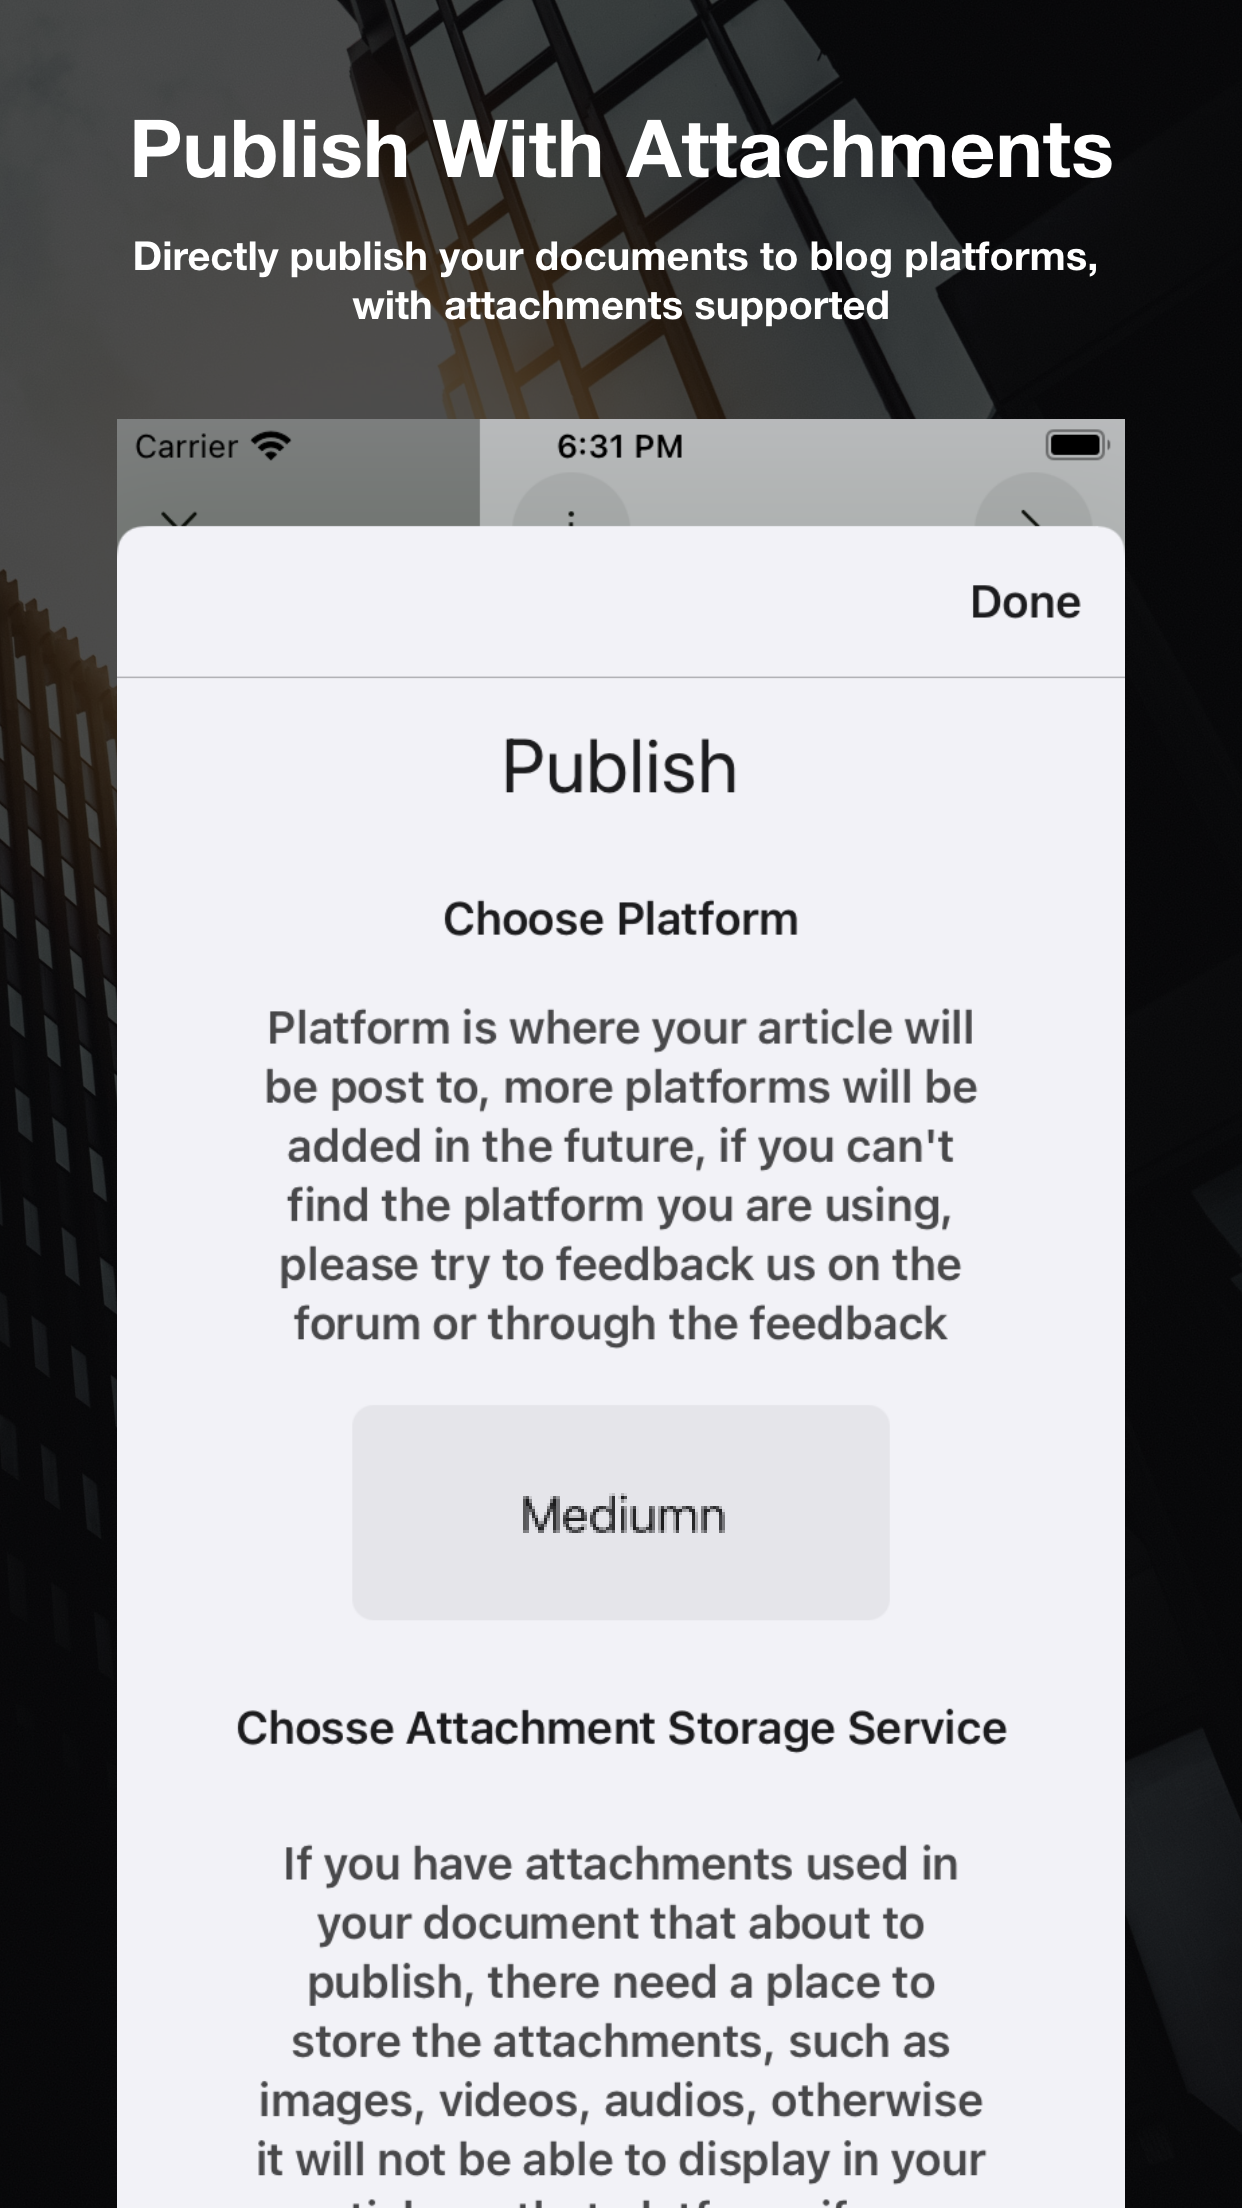 Publish With Attachments
Directly publish your documents to blog platforms,
with attachments supported
Carrier
6:31 PM
Done
Publish
Choose Platform
Platform is where your article will
be post to, more platforms will be
added in the future, if you can't
find the platform you are using,
please try to feedback us on the
forum or through the feedback
Mediumn
Chosse Attachment Storage Service
If you have attachments used in
your document that about to
publish, there need a place to
store the attachments, such as
images, videos, audios, otherwise
it will not be able to display in your